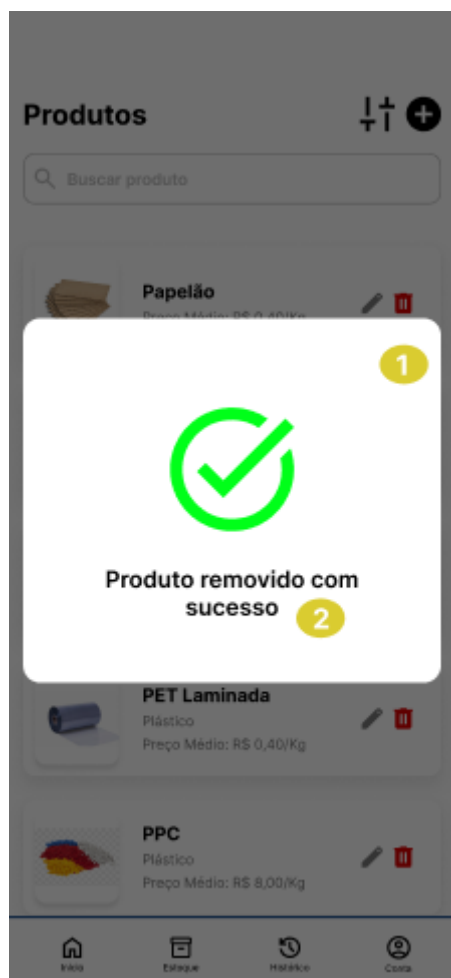 Produtos
Buscar produto
Papelão
Preço Médio: R$ 0,40/Kg
1
Produto removido com
sucesso
2
PET Laminada
Plástico
Preço Médio: R$ 0,40/Kg
PPC
Plástico
Preço Médio: R$ 8,00/Kg
Início
Estoque
Histórico
Conta